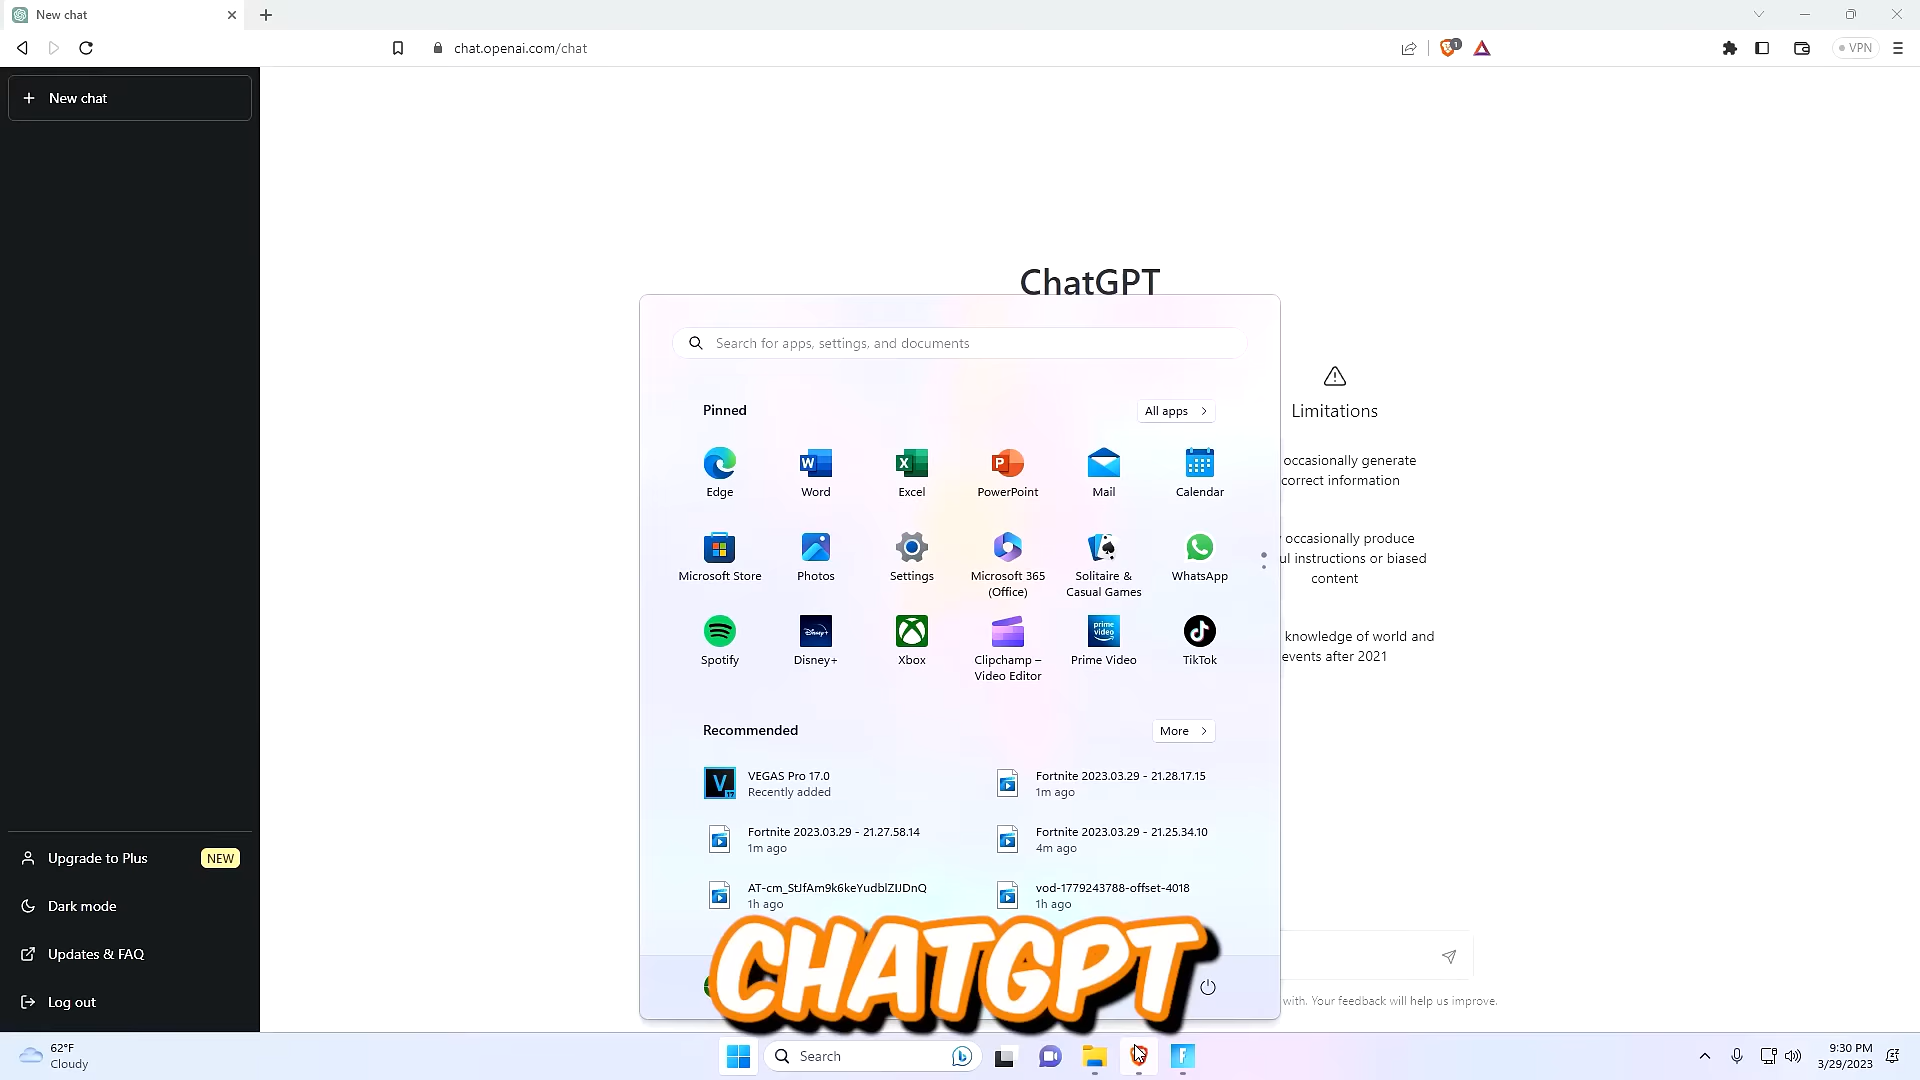 New chat
chat.openai.com/chat
1
VPN
New chat
ChatGPT
Search for apps, settings, and documents
Pinned
All apps
Edge
Word
Excel
PowerPoint
Mail
Calendar
Microsoft Store
Photos
Settings
Microsoft 365
(Office)
Solitaire &
Casual Games
WhatsApp
Spotify
Disney+
Xbox
Clipchamp –
Video Editor
Prime Video
TikTok
Limitations
occasionally generate
correct information
occasionally produce
ul instructions or biased
content
knowledge of world and
events after 2021
Recommended
More
VEGAS Pro 17.0
Recently added
Fortnite 2023.03.29 - 21.28.17.15
1m ago
Fortnite 2023.03.29 - 21.27.58.14
1m ago
Fortnite 2023.03.29 - 21.25.34.10
4m ago
1h ago
vod-1779243788-offset-4018
1h ago
CHATGPT
with. Your feedback will help us improve.
Upgrade to Plus
NEW
Dark mode
Updates & FAQ
Log out
62°F
Cloudy
Search
9:30 PM
3/29/2023